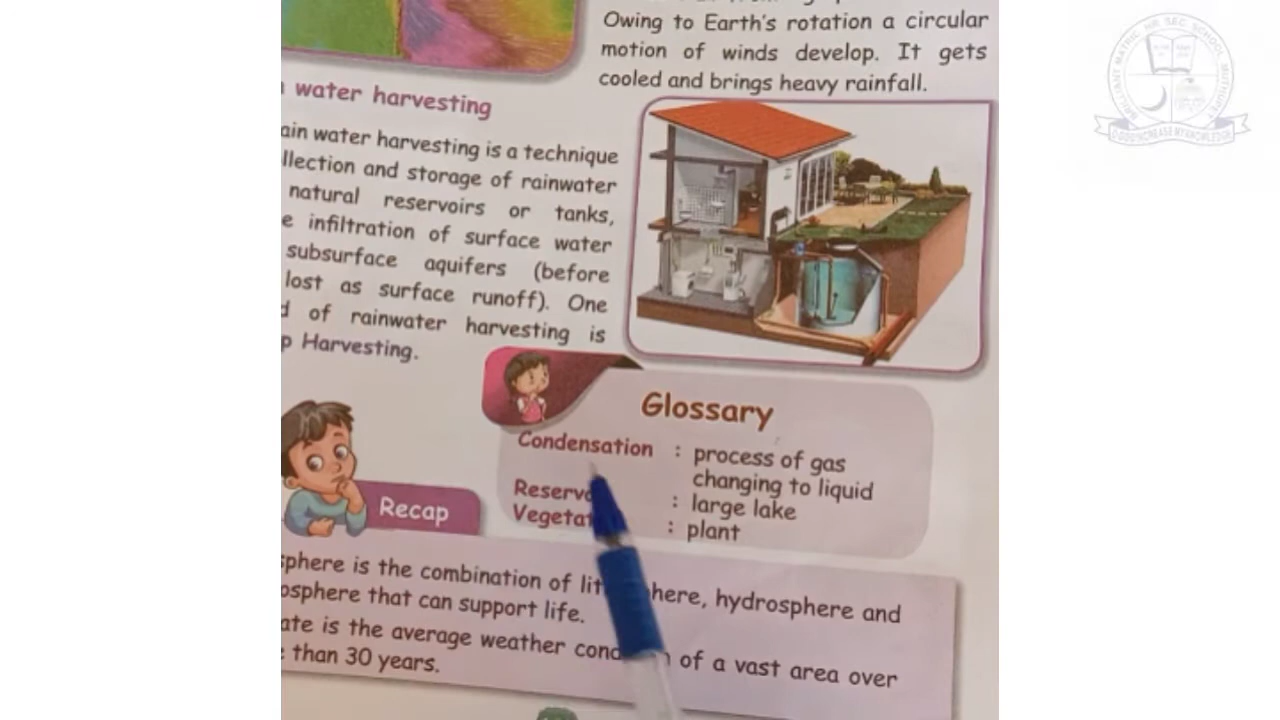 Owing to Earth's rotation a circular
motion of winds develop. It gets
cooled and brings heavy rainfall.
water harvesting
ain water harvesting is a technique
llection and storage of rainwater
natural reservoirs or tanks,
e infiltration of surface water
subsurface aquifers (before
lost as surface runoff). One
d of rainwater harvesting is
p Harvesting.
Glossary
Condensation : process of gas
changing to liquid
Reservo : large lake
Vegetat : plant
Recap
sphere is the combination of lit here, hydrosphere and
osphere that can support life.
ate is the average weather cond n of a vast area over
e than 30 years.